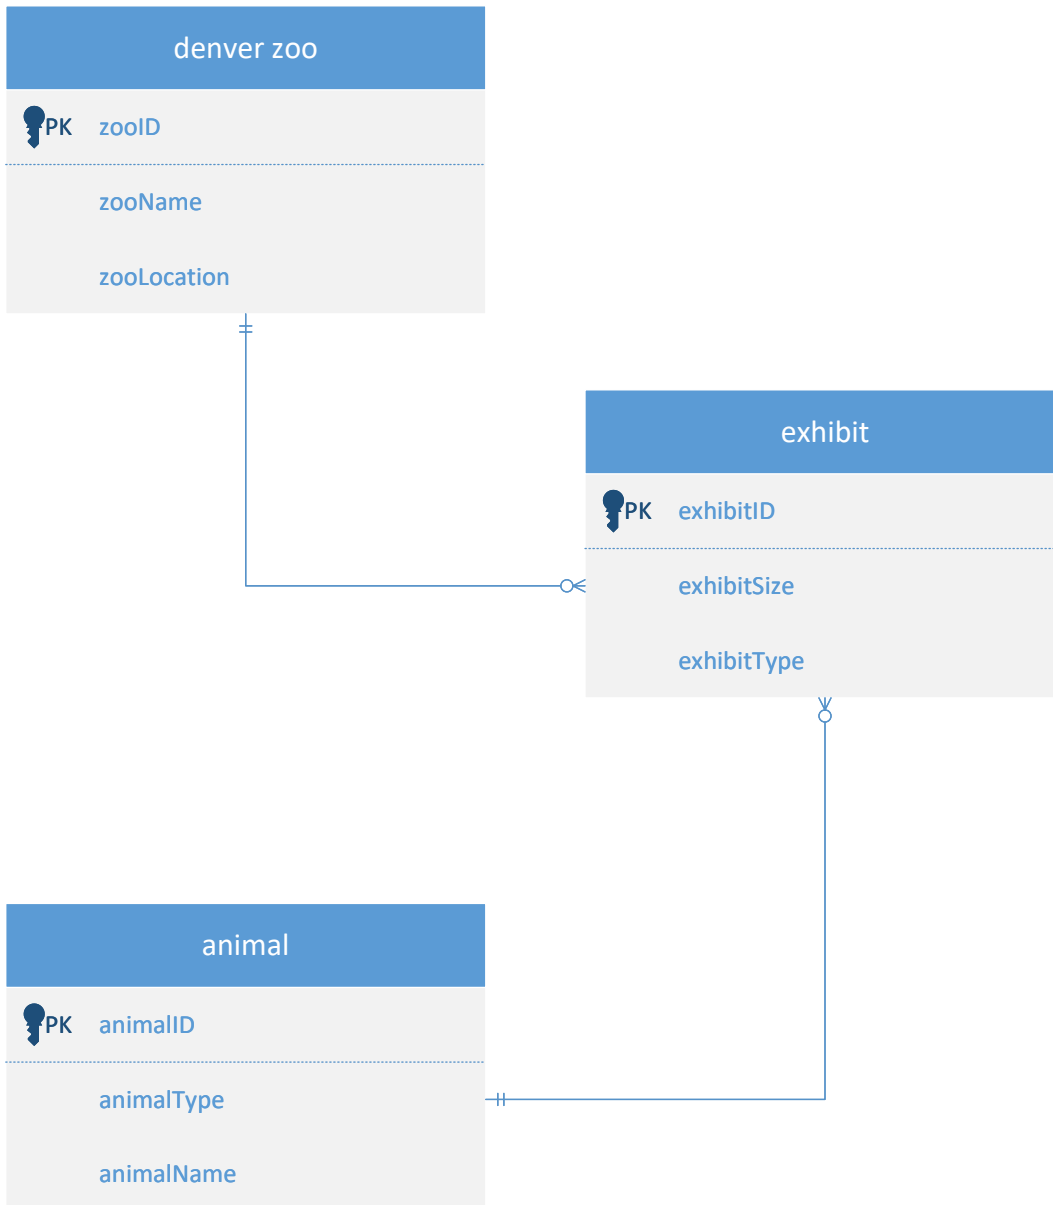 denver zoo
PK zooID
zooName
zooLocation
exhibit
PK exhibitID
exhibitSize
exhibitType
animal
PK animalID
animalType
animalName